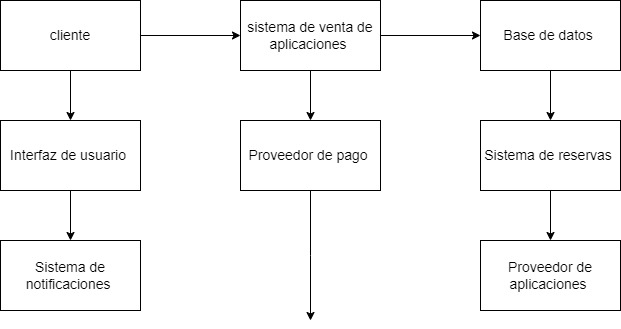 cliente
sistema de venta de
aplicaciones
Base de datos
Interfaz de usuario
Proveedor de pago
Sistema de reservas
Sistema de
notificaciones
Proveedor de
aplicaciones